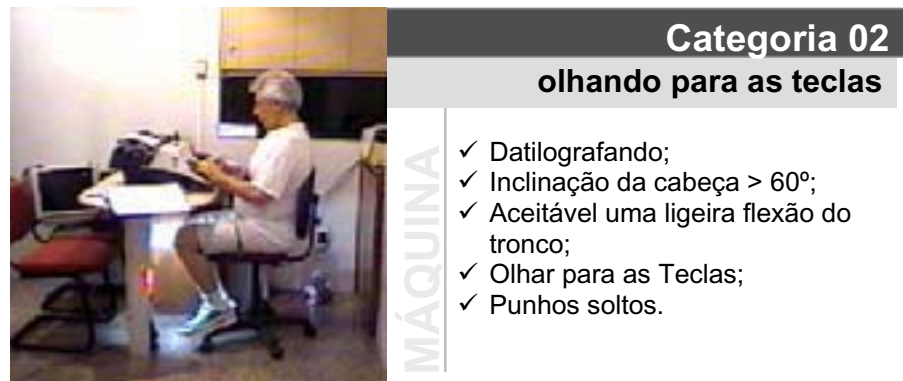 Categoria 02
olhando para as teclas
MÁQUINA
✓ Datilografando;
✓ Inclinação da cabeça > 60º;
✓ Aceitável uma ligeira flexão do
tronco;
✓ Olhar para as Teclas;
✓ Punhos soltos.